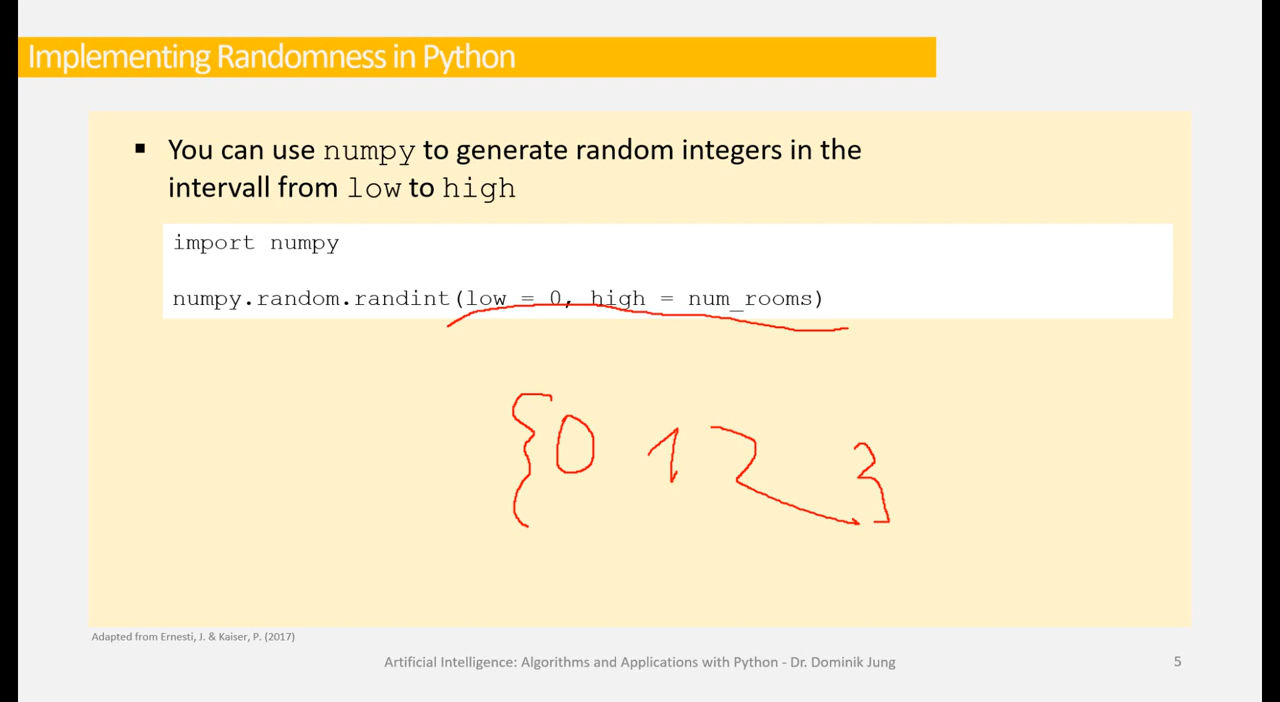 Implementing Randomness in Python
▪ You can use numpy to generate random integers in the
intervall from low to high
import numpy
numpy.random.randint(low = 0, high = num_rooms)
{0 1 2 }
Adapted from Ernesti, J. & Kaiser, P. (2017)
Artificial Intelligence: Algorithms and Applications with Python - Dr. Dominik Jung
5